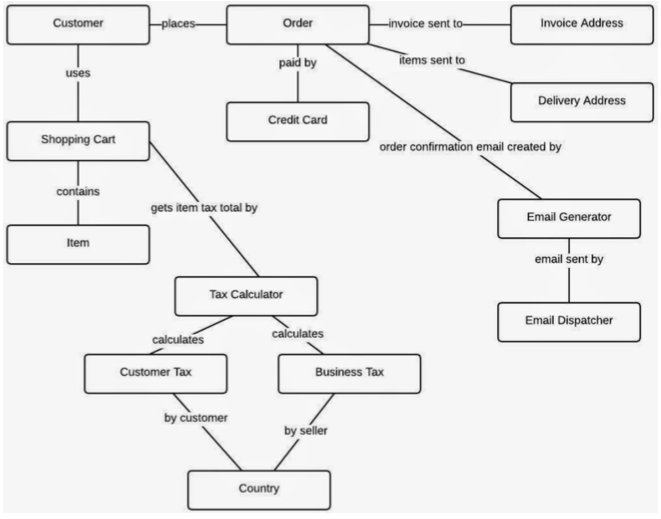 Customer
places
Order
invoice sent to
Invoice Address
uses
paid by
items sent to
Delivery Address
Credit Card
Shopping Cart
order confirmation email created by
contains
gets item tax total by
Email Generator
Item
email sent by
Tax Calculator
Email Dispatcher
calculates
calculates
Customer Tax
Business Tax
by customer
by seller
Country